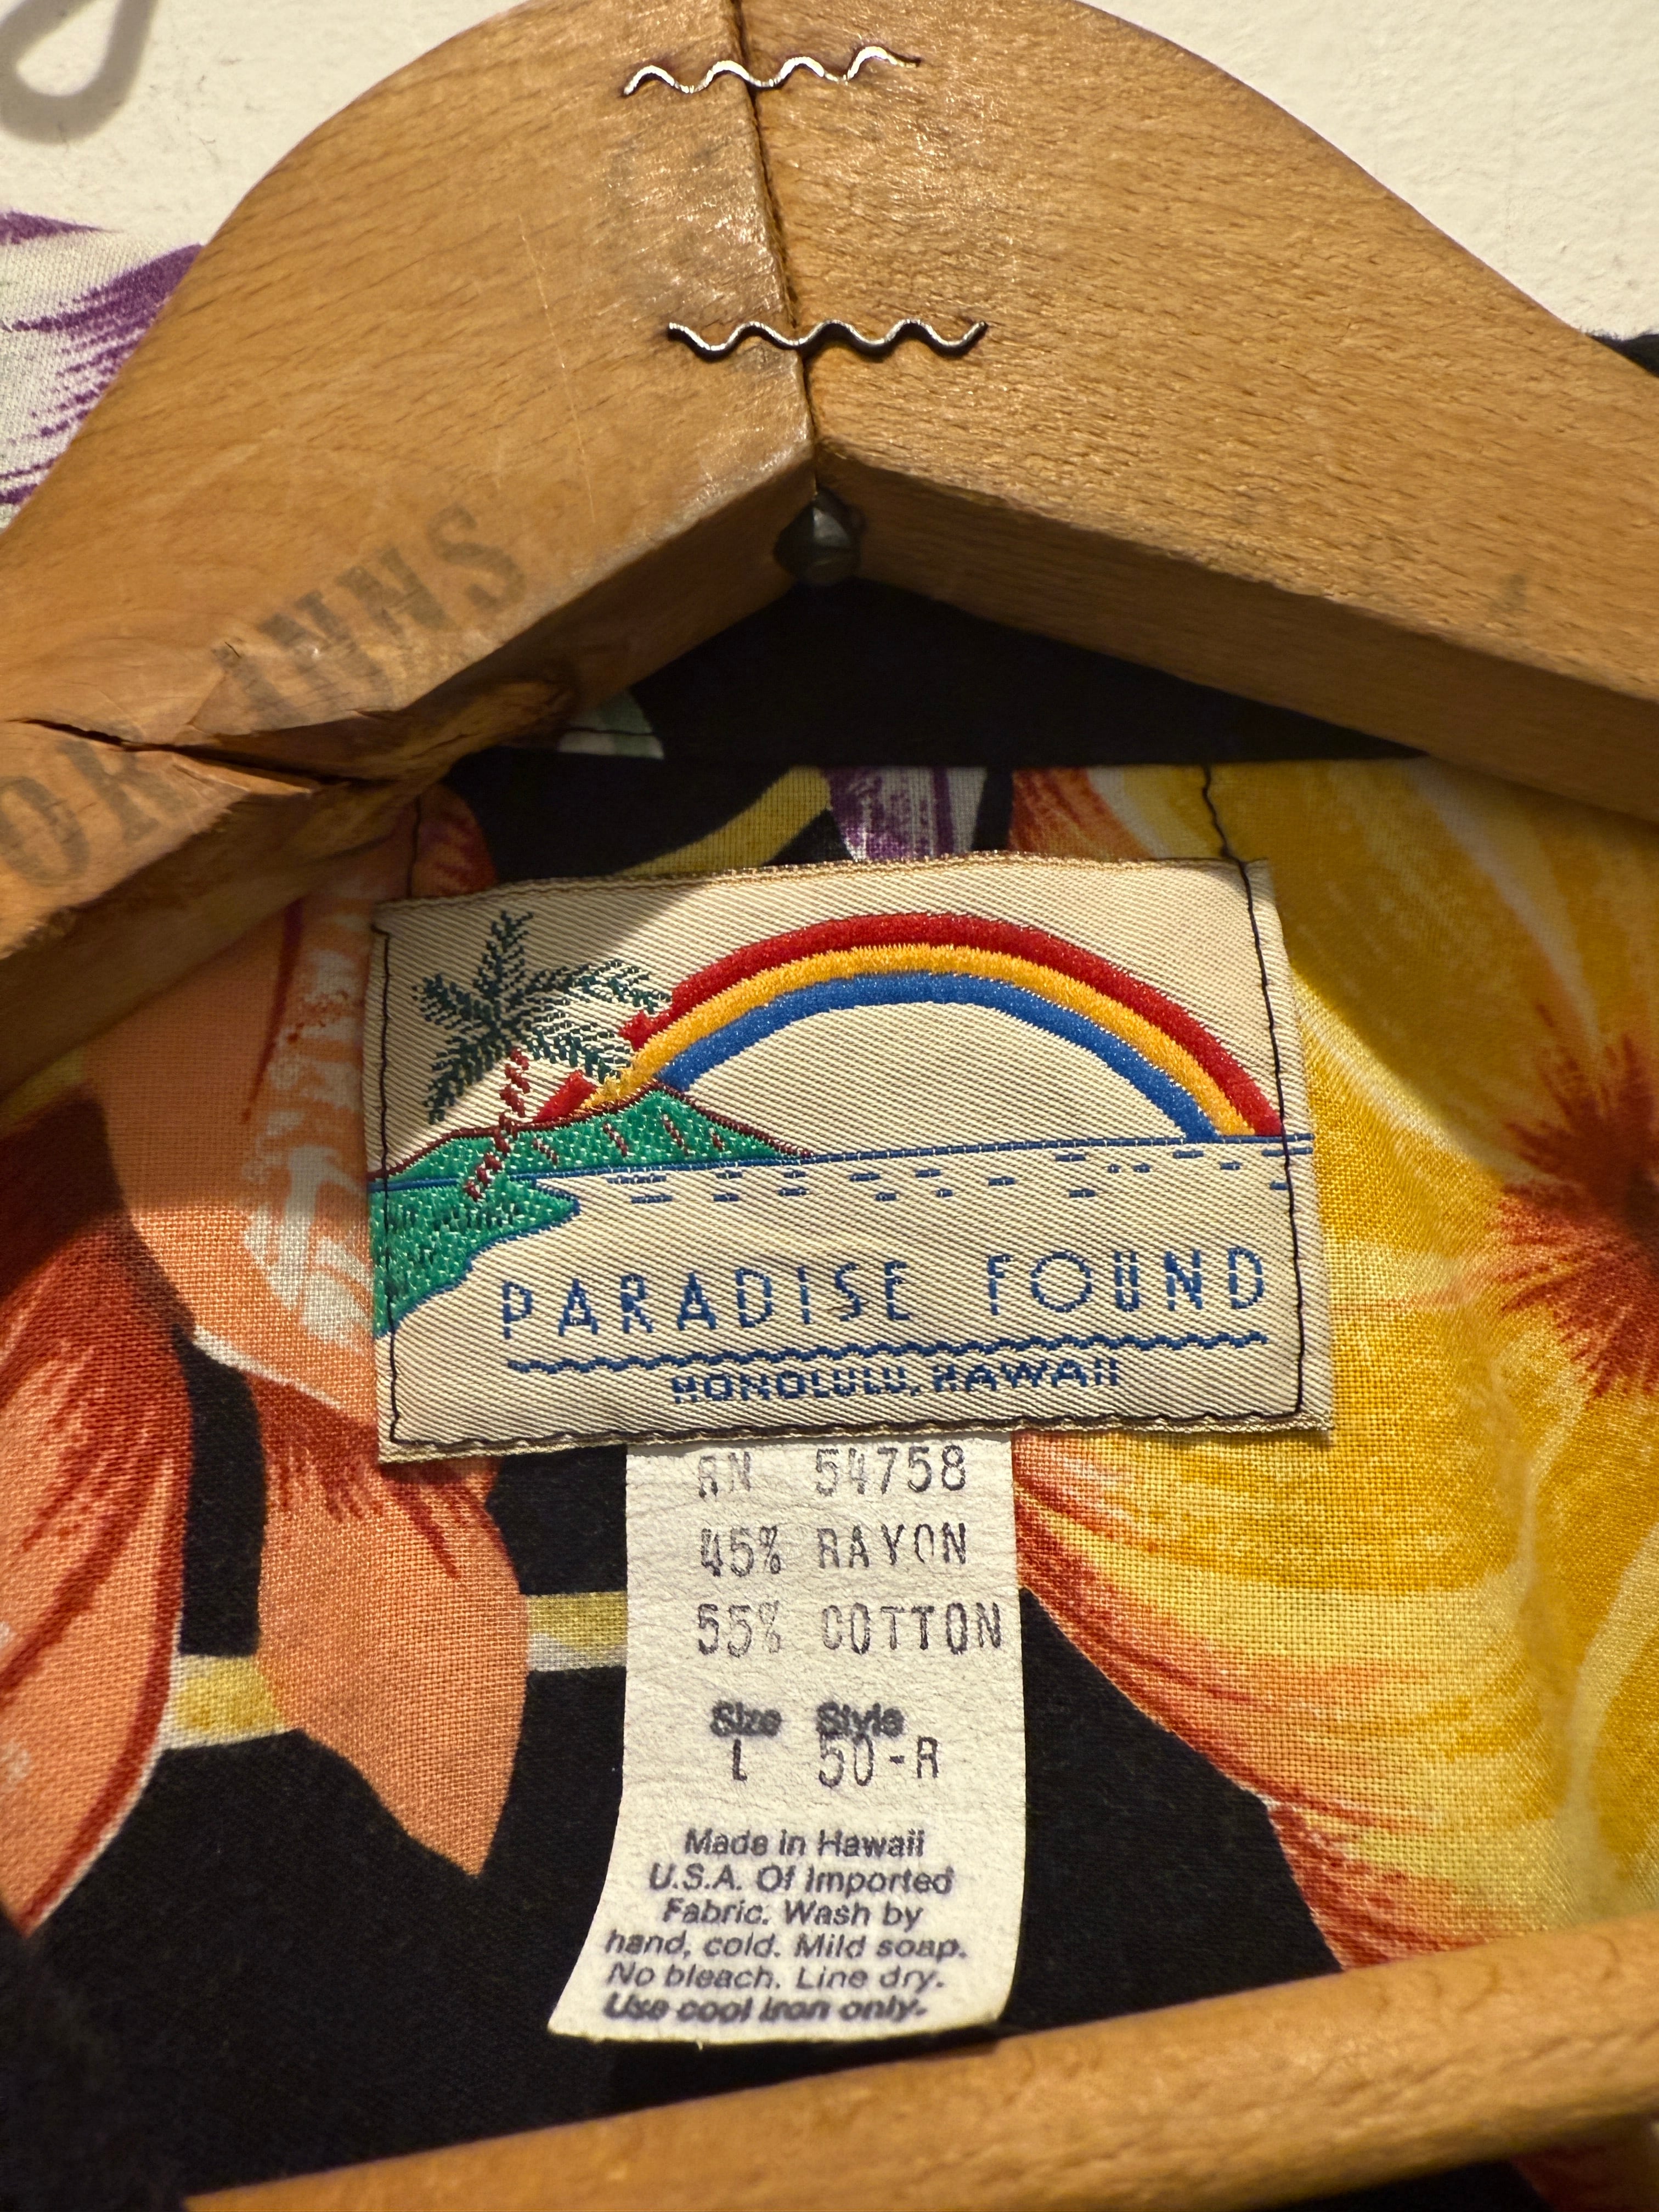 PARADISE FOUND
HONOLULU, HAWAII
RN 54758
45% RAYON
55% COTTON
Size Style
L 50-R
Made in Hawaii
U.S.A. Of Imported
Fabric. Wash by
hand, cold. Mild soap.
No bleach. Line dry.
Use cool iron only.